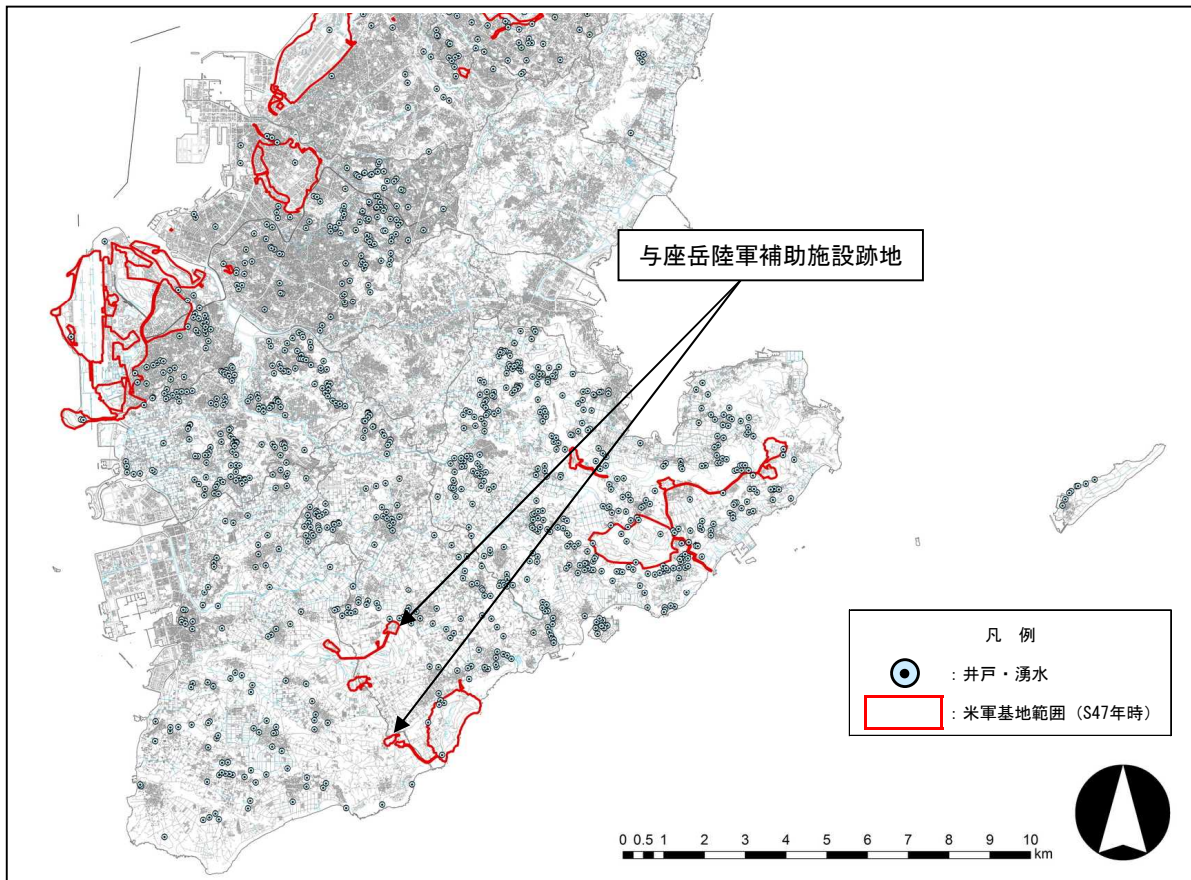 与座岳陸軍補助施設跡地
凡 例
：井戸・湧水
：米軍基地範囲（S47年時）
0 0.5 1 2 3 4 5 6 7 8 9 10
km